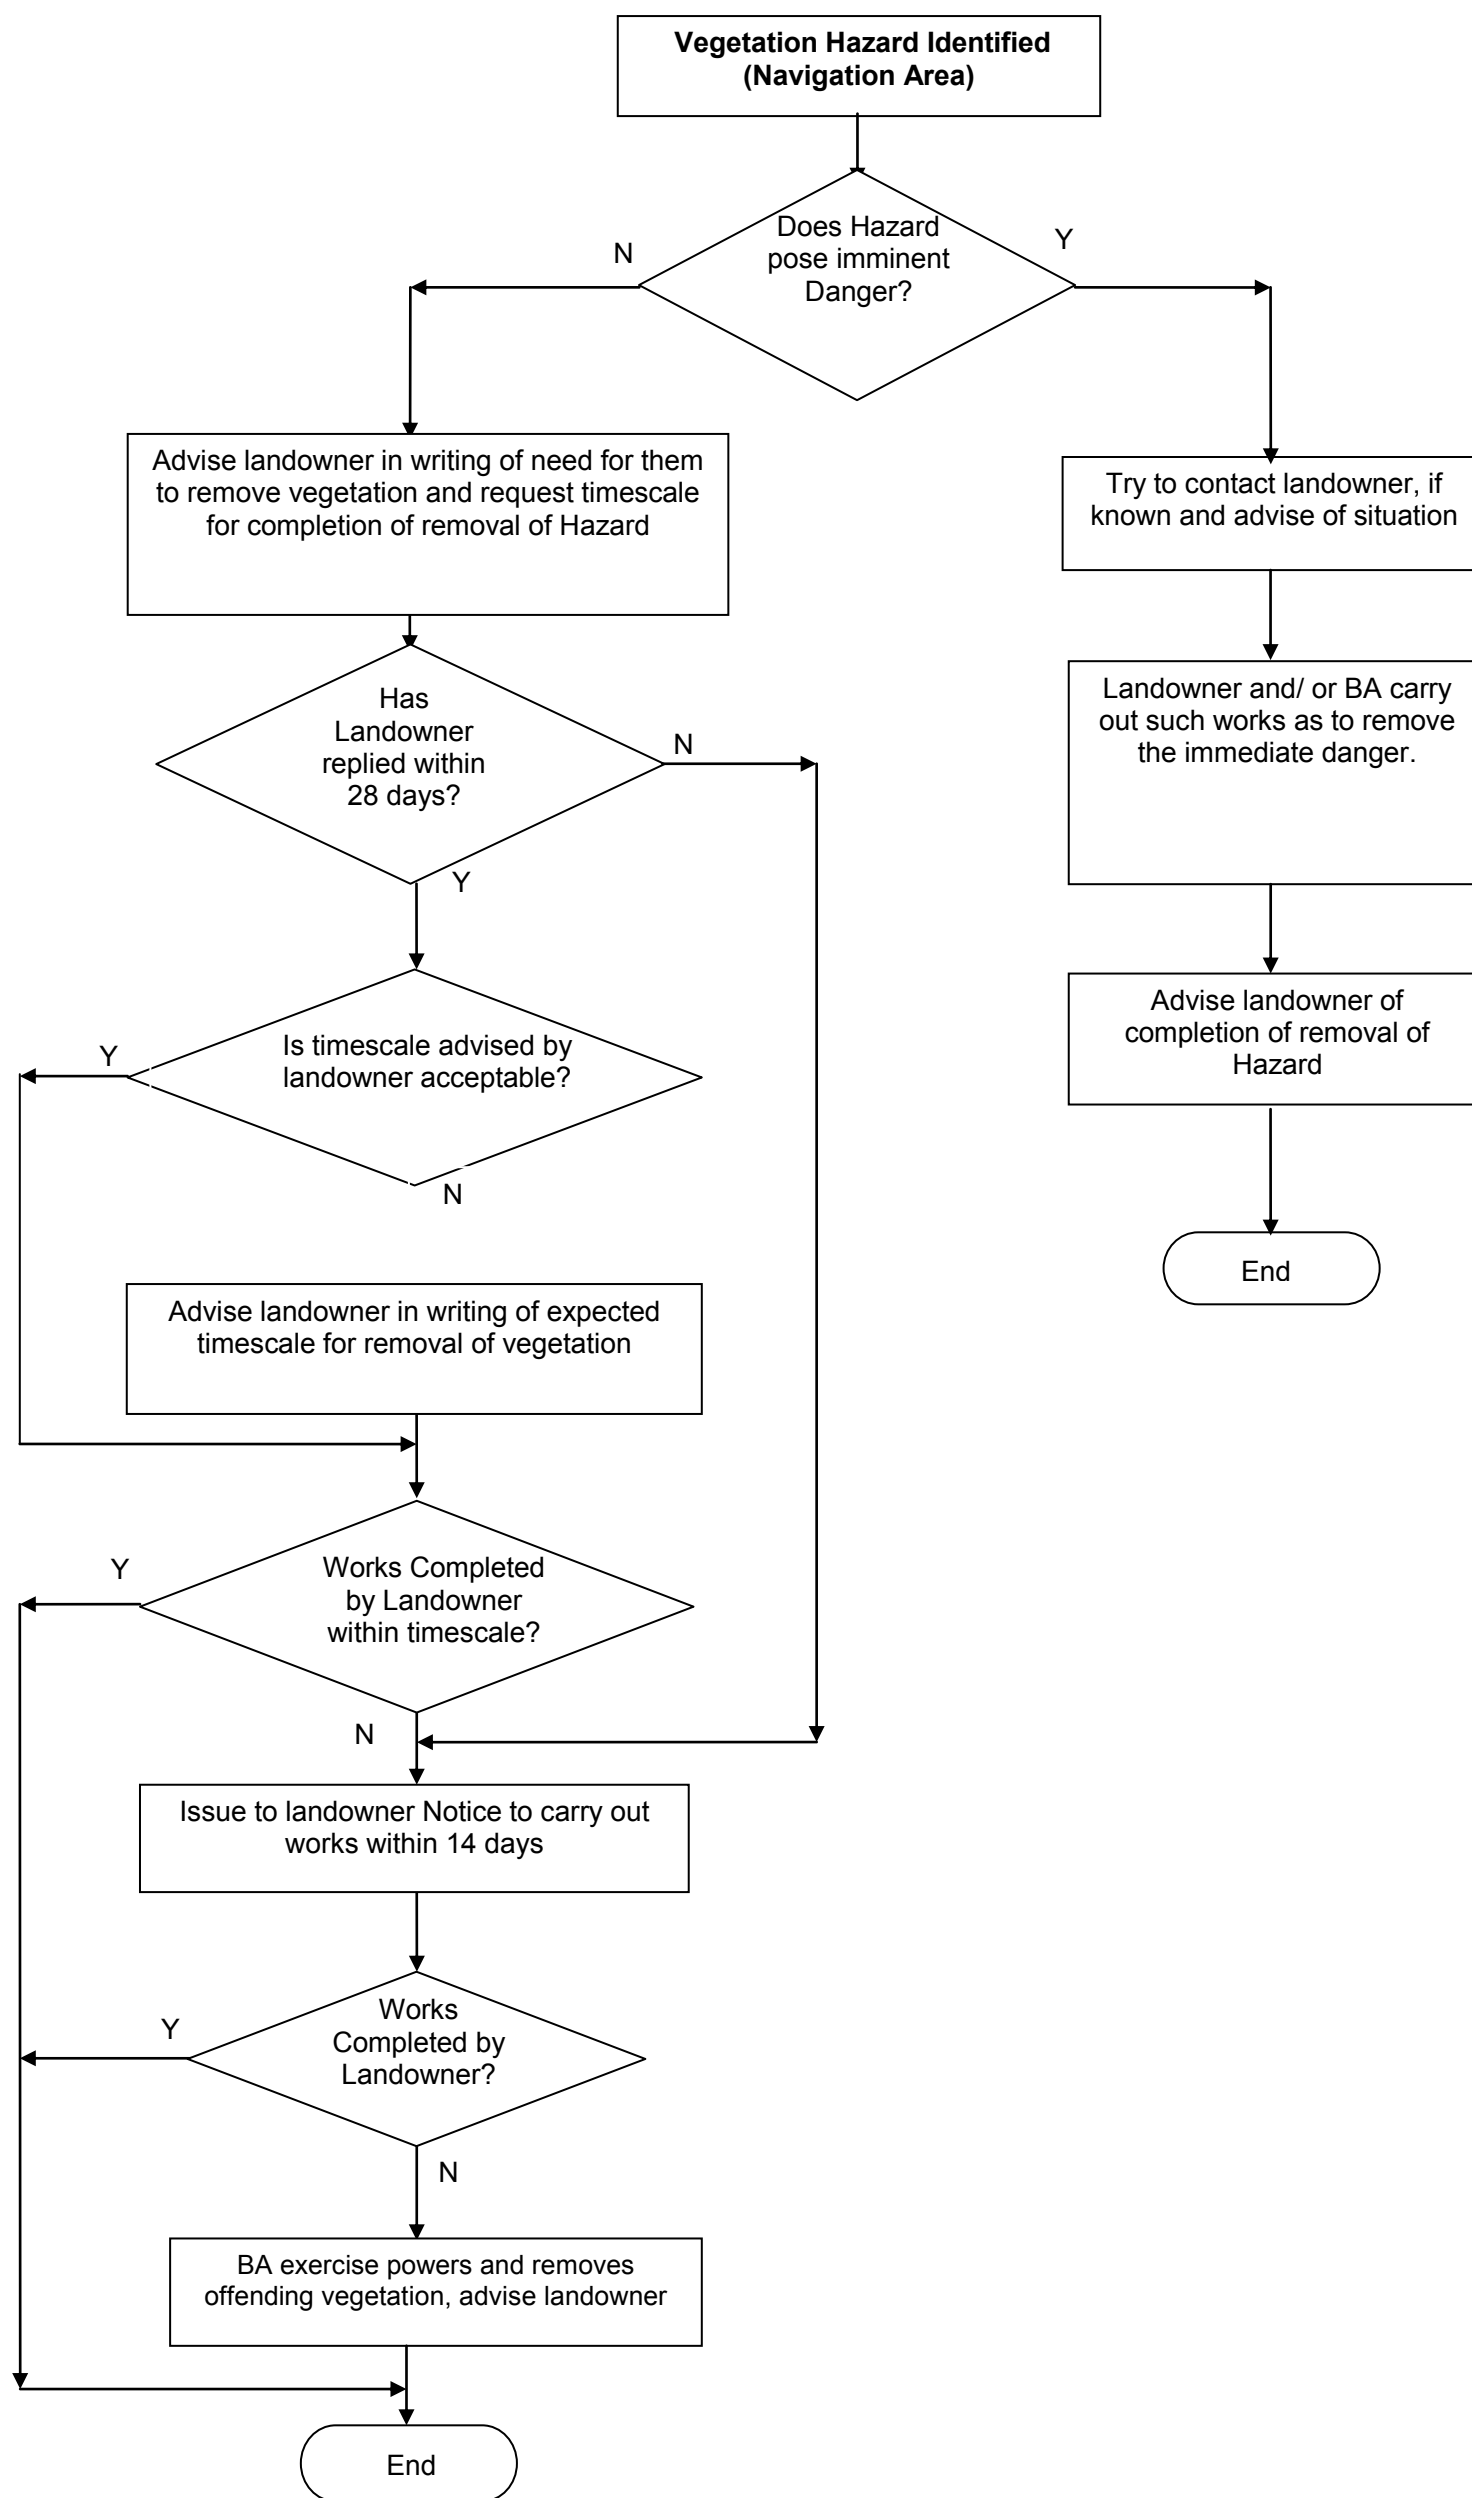 Vegetation Hazard Identified
(Navigation Area)
Does Hazard
pose imminent
Danger?
N
Y
Advise landowner in writing of need for them
to remove vegetation and request timescale
for completion of removal of Hazard
Try to contact landowner, if
known and advise of situation
Has
Landowner
replied within
28 days?
N
Y
Landowner and/ or BA carry
out such works as to remove
the immediate danger.
Is timescale advised by
landowner acceptable?
Y
N
Advise landowner of
completion of removal of
Hazard
End
Advise landowner in writing of expected
timescale for removal of vegetation
Works Completed
by Landowner
within timescale?
Y
N
Issue to landowner Notice to carry out
works within 14 days
Works
Completed by
Landowner?
Y
N
BA exercise powers and removes
offending vegetation, advise landowner
End